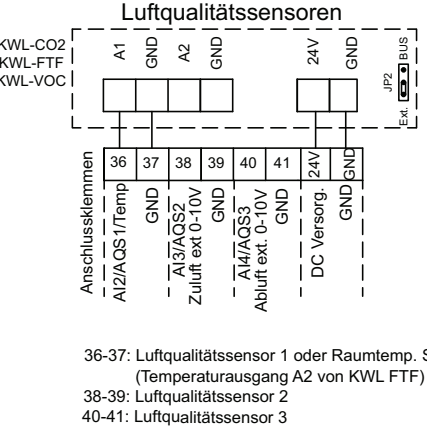 Luftqualitätssensoren
KWL-CO2
KWL-FTF
KWL-VOC
A1 GND A2 GND 24V GND
JP2
BUS
Ext.
Anschlussklemmen
36 37 38 39 40 41 24V GND
AI2/AQS1/Temp
GND
AI3/AQS2
Zuluft ext 0-10V
GND
AI4/AQS3
Abluft ext. 0-10V
GND
DC Versorg.
GND
36-37: Luftqualitätssensor 1 oder Raumtemp. S
(Temperaturausgang A2 von KWL FTF)
38-39: Luftqualitätssensor 2
40-41: Luftqualitätssensor 3